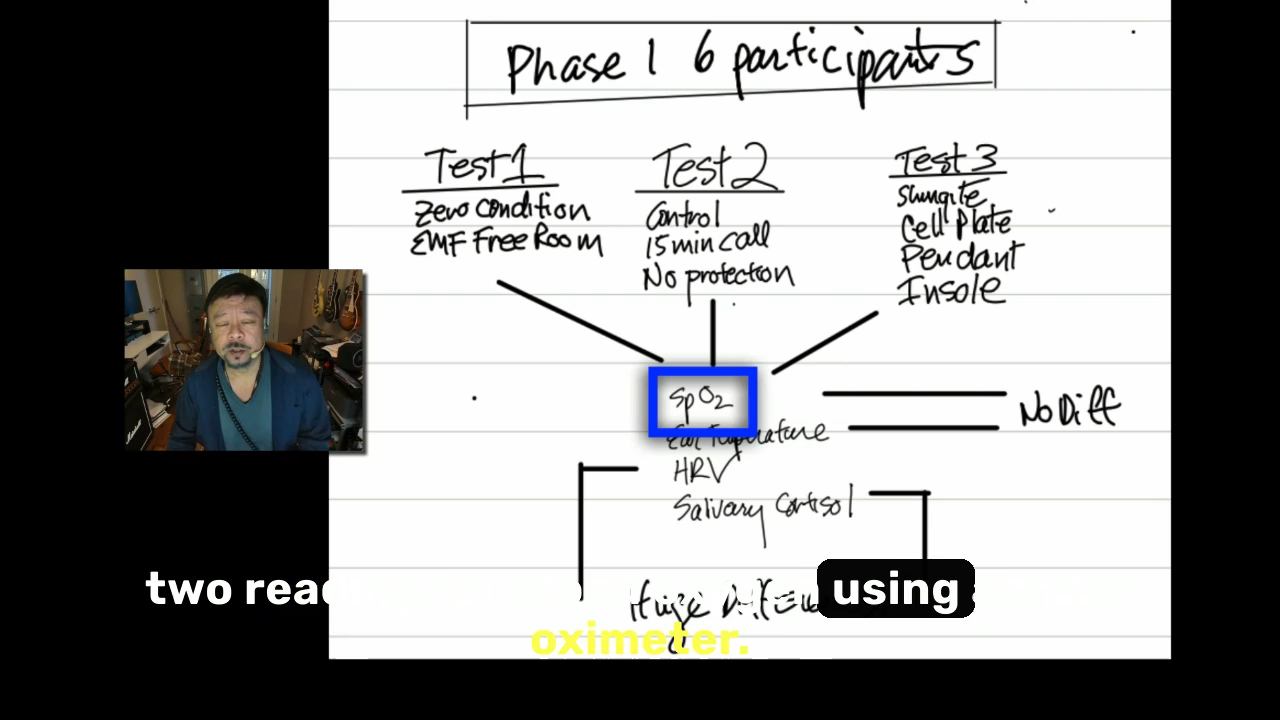 Phase 1 6 participants
Test 1
Zero condition
EMF Free Room
Test 2
Control
15 min call
No protection
Test 3
Shungite
Cell Plate
Pendant
Insole
SpO2
No Diff
HRV
Salivary Cortisol
Huge
two using
oximeter.